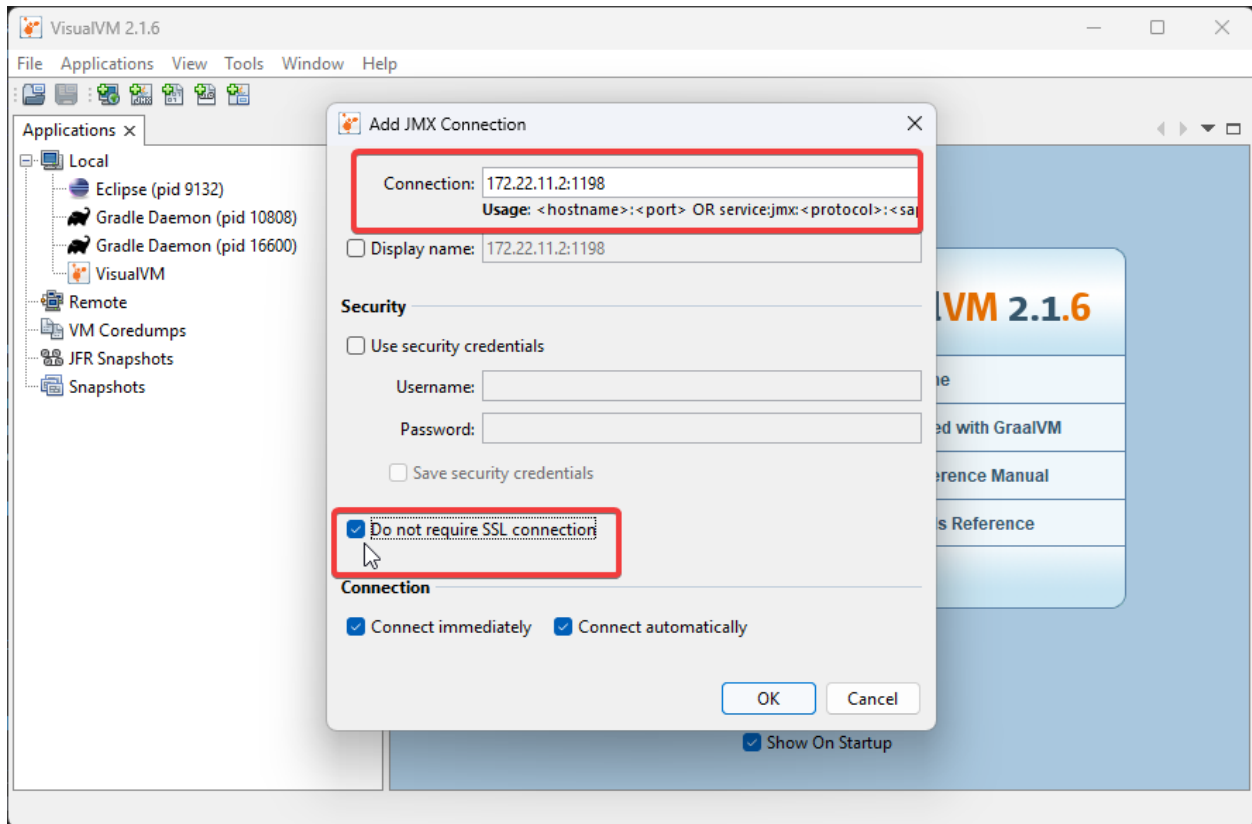 VisualVM 2.1.6
File Applications View Tools Window Help
Applications
Local
Eclipse (pid 9132)
Gradle Daemon (pid 10808)
Gradle Daemon (pid 16600)
VisualVM
Remote
VM Coredumps
JFR Snapshots
Snapshots
Add JMX Connection
Connection: 172.22.11.2:1198
Usage: <hostname>:<port> OR service:jmx:<protocol>:<sap
Display name: 172.22.11.2:1198
Security
Use security credentials
Username:
Password:
Save security credentials
Do not require SSL connection
Connection
Connect immediately Connect automatically
OK Cancel
VM 2.1.6
ed with GraalVM
erence Manual
s Reference
Show On Startup